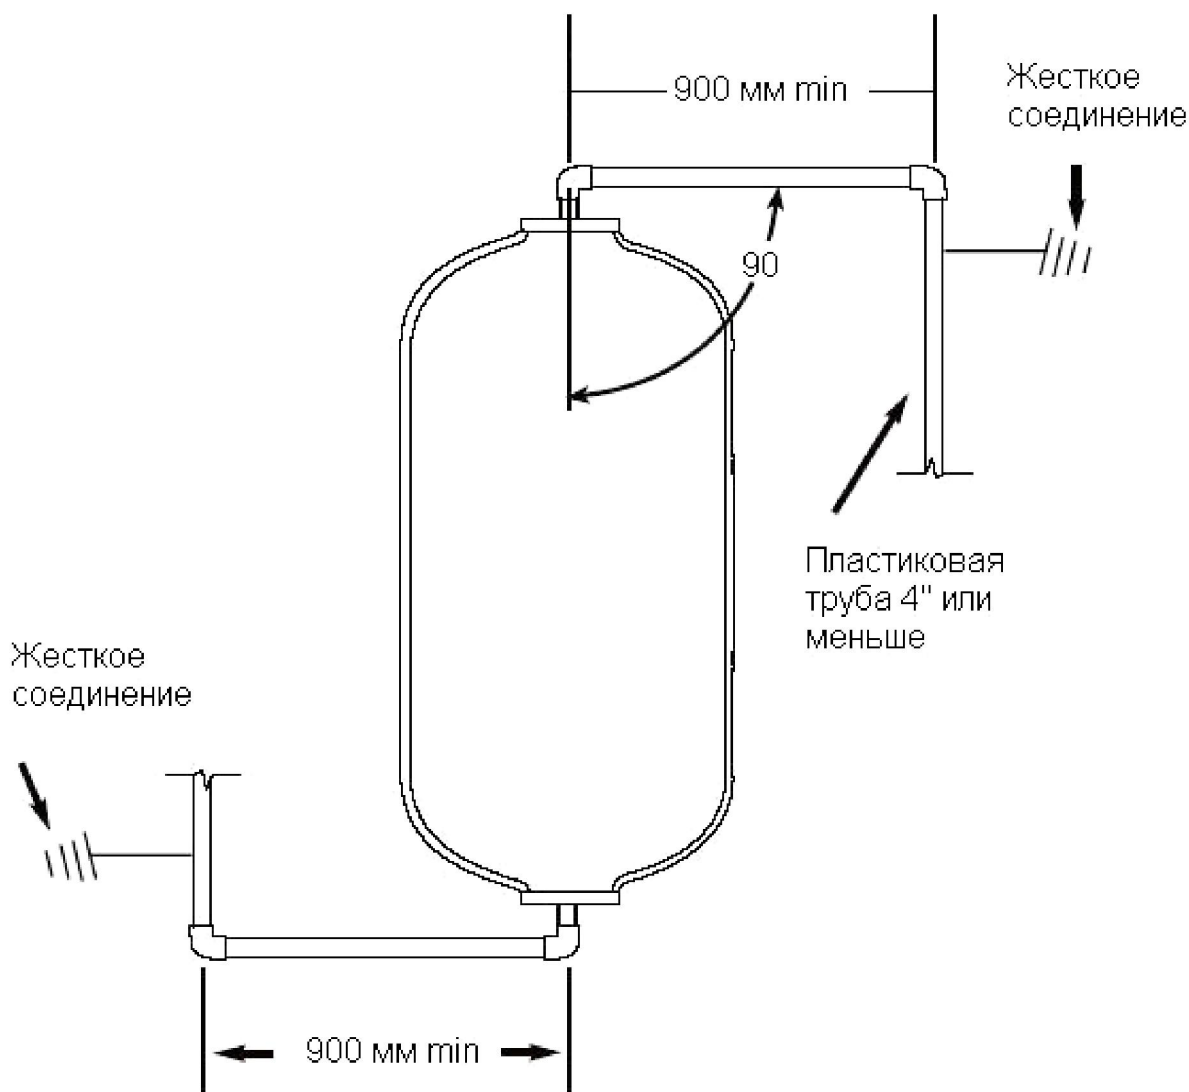 900 мм min
Жесткое
соединение
90
Пластиковая
труба 4" или
меньше
Жесткое
соединение
900 мм min